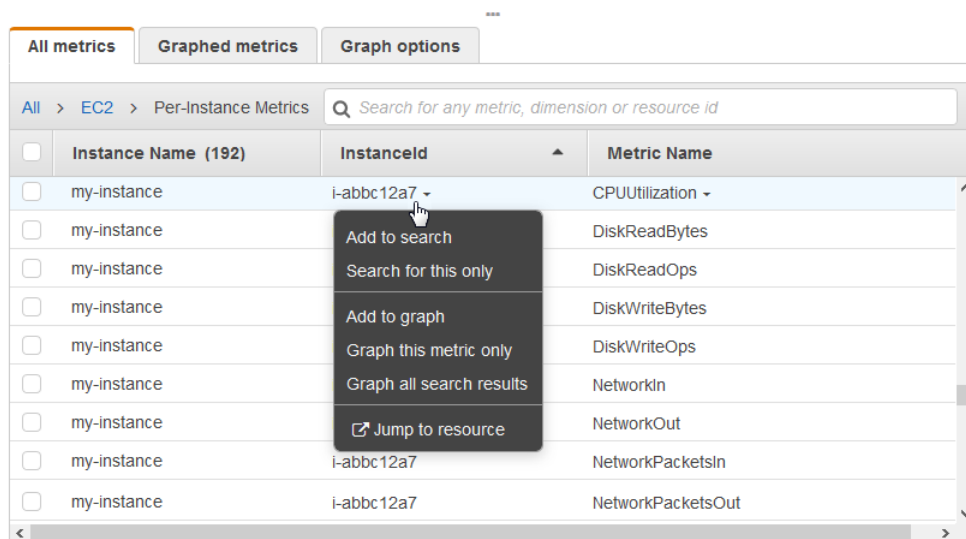 All metrics Graphed metrics Graph options
All > EC2 > Per-Instance Metrics Search for any metric, dimension or resource id
Instance Name (192) InstanceId Metric Name
my-instance i-abbc12a7 CPUUtilization
my-instance DiskReadBytes
my-instance DiskReadOps
my-instance DiskWriteBytes
my-instance DiskWriteOps
my-instance NetworkIn
my-instance NetworkOut
my-instance i-abbc12a7 NetworkPacketsIn
my-instance i-abbc12a7 NetworkPacketsOut
Add to search
Search for this only
Add to graph
Graph this metric only
Graph all search results
Jump to resource